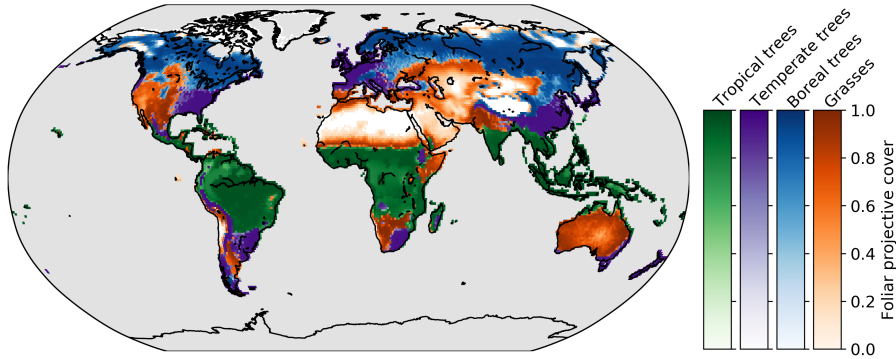 Tropical trees
Temperate trees
Boreal trees
Grasses
1.0
0.8
0.6
0.4
0.2
0.0
Foliar projective cover